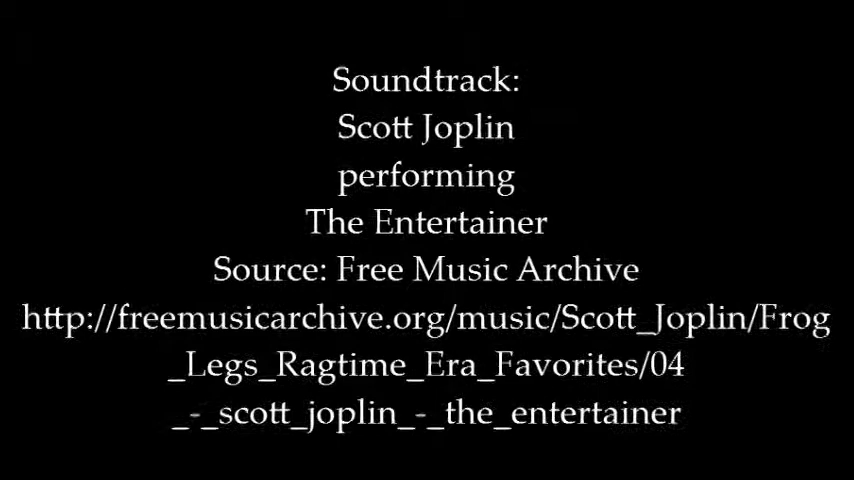 Soundtrack:
Scott Joplin
performing
The Entertainer
Source: Free Music Archive
http://freemusicarchive.org/music/Scott_Joplin/Frog
_Legs_Ragtime_Era_Favorites/04
_-_scott_joplin_-_the_entertainer